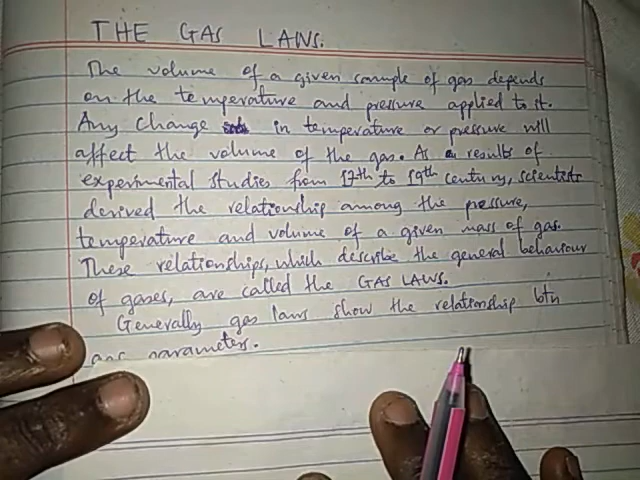 THE GAS LAWS.
The volume of a given sample of gas depends
on the temperature and pressure applied to it.
Any change in temperature or pressure will
affect the volume of the gas. As a results of
experimental studies from 17th to 19th century, scientists
derived the relationship among the pressure,
temperature and volume of a given mass of gas.
These relationships, which describe the general behaviour
of gases, are called the GAS LAWS.
Generally gas laws show the relationship btn
gas parameters.